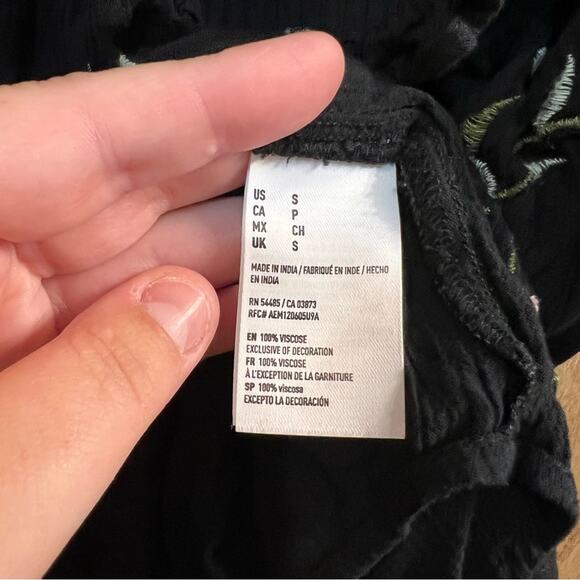 US S
CA P
MX CH
UK S
MADE IN INDIA / FABRIQUÉ EN INDE / HECHO
EN INDIA
RN 54485 / CA 03873
RFC# AEM120605U9A
EN 100% VISCOSE
EXCLUSIVE OF DECORATION
FR 100% VISCOSE
À L'EXCEPTION DE LA GARNITURE
SP 100% viscosa
EXCEPTO LA DECORACIÓN